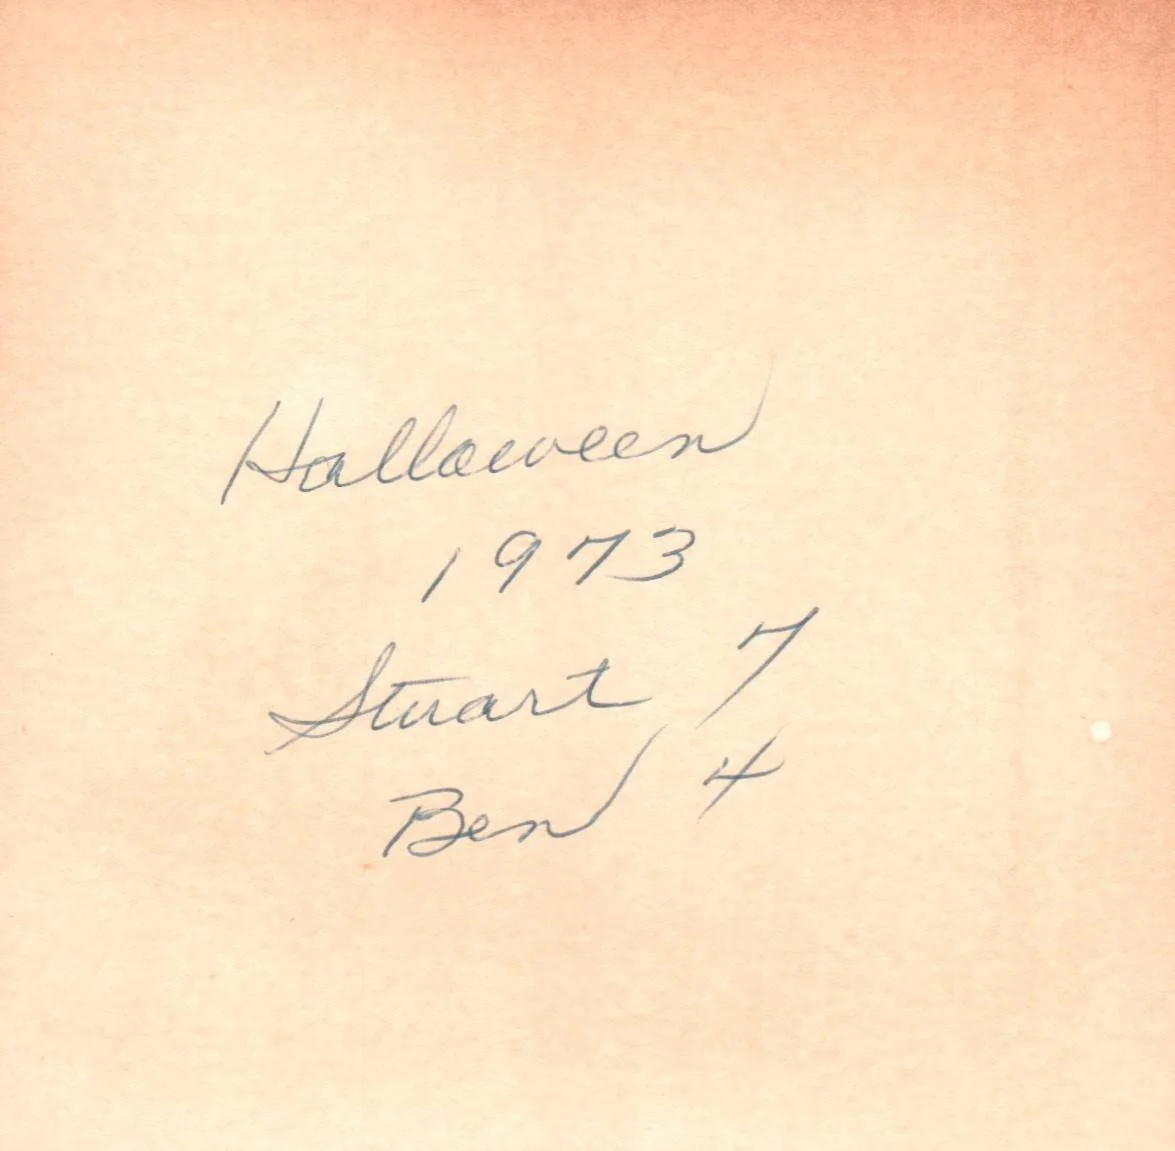 Halloween
1973
Stuart 7
Ben 4